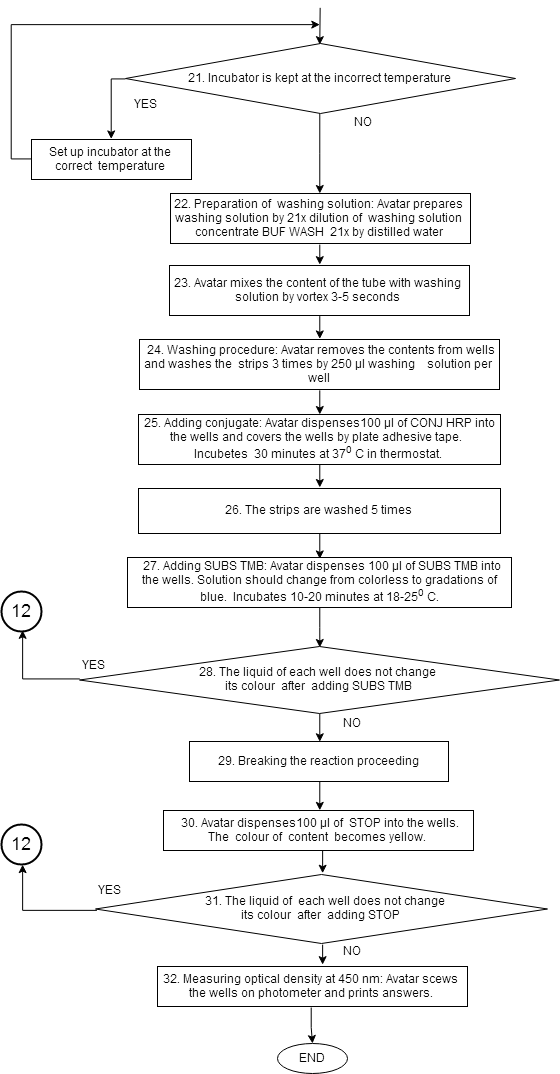 21. Incubator is kept at the incorrect temperature
YES
NO
Set up incubator at the
correct temperature
22. Preparation of washing solution: Avatar prepares
washing solution by 21x dilution of washing solution
concentrate BUF WASH 21x by distilled water
23. Avatar mixes the content of the tube with washing
solution by vortex 3-5 seconds
24. Washing procedure: Avatar removes the contents from wells
and washes the strips 3 times by 250 µl washing solution per
well
25. Adding conjugate: Avatar dispenses100 µl of CONJ HRP into
the wells and covers the wells by plate adhesive tape.
Incubetes 30 minutes at 37⁰ C in thermostat.
26. The strips are washed 5 times
27. Adding SUBS TMB: Avatar dispenses 100 µl of SUBS TMB into
the wells. Solution should change from colorless to gradations of
blue. Incubates 10-20 minutes at 18-25⁰ C.
12
YES
28. The liquid of each well does not change
its colour after adding SUBS TMB
NO
29. Breaking the reaction proceeding
30. Avatar dispenses100 µl of STOP into the wells.
The colour of content becomes yellow.
12
YES
31. The liquid of each well does not change
its colour after adding STOP
NO
32. Measuring optical density at 450 nm: Avatar scews
the wells on photometer and prints answers.
END